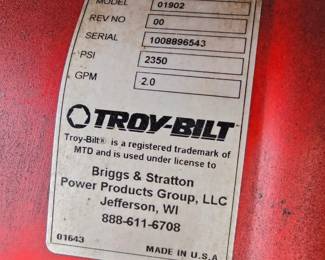 MODEL 01902
REV NO 00
SERIAL 1008896543
PSI 2350
GPM 2.0
TROY-BILT
Troy-Bilt® is a registered trademark of
MTD and is used under license to
Briggs & Stratton
Power Products Group, LLC
Jefferson, WI
888-611-6708
01643 MADE IN U.S.A.